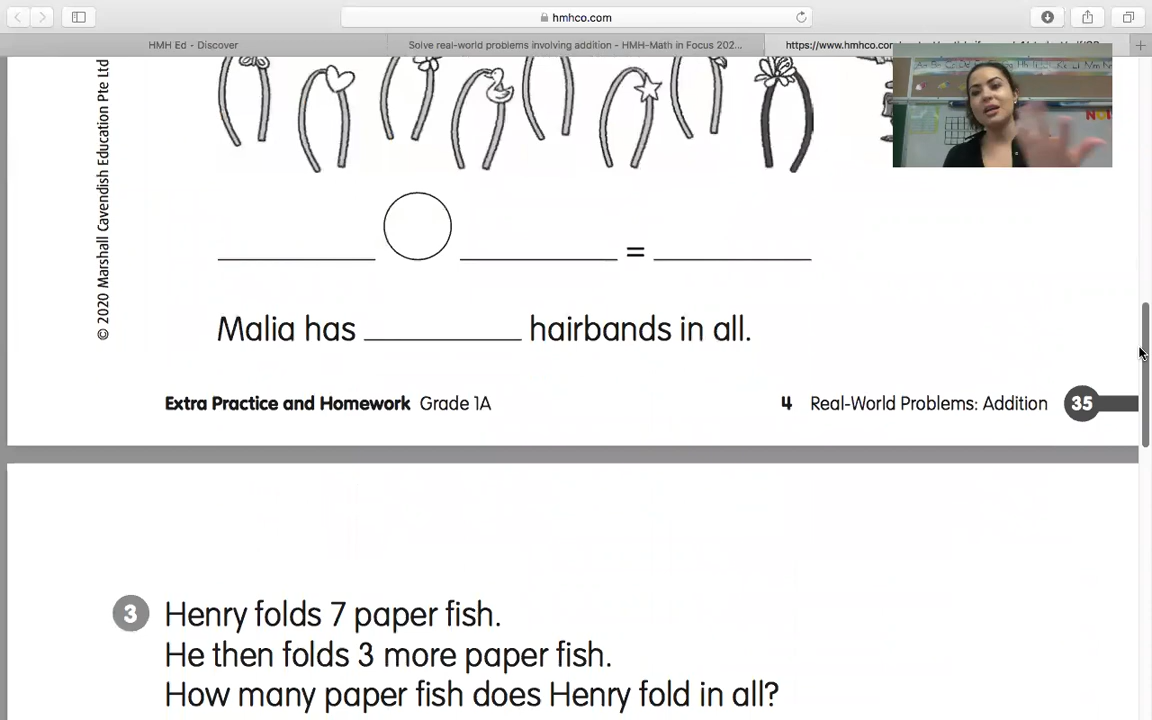 hmhco.com
HMH Ed - Discover
Solve real-world problems involving addition - HMH-Math in Focus 202...
© 2020 Marshall Cavendish Education Pte Ltd
=
Malia has hairbands in all.
Extra Practice and Homework Grade 1A
4 Real-World Problems: Addition 35
3 Henry folds 7 paper fish.
He then folds 3 more paper fish.
How many paper fish does Henry fold in all?